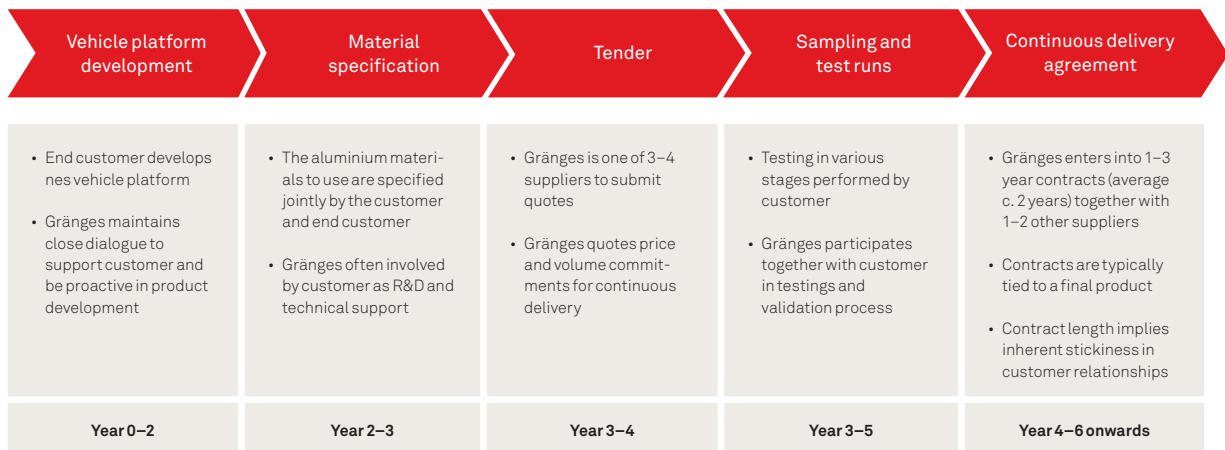 Vehicle platform
development
Material
specification
Tender
Sampling and
test runs
Continuous delivery
agreement
• End customer develops
nes vehicle platform
• Gränges maintains
close dialogue to
support customer and
be proactive in product
development
• The aluminium materi-
als to use are specified
jointly by the customer
and end customer
• Gränges often involved
by customer as R&D and
technical support
• Gränges is one of 3–4
suppliers to submit
quotes
• Gränges quotes price
and volume commit-
ments for continuous
delivery
• Testing in various
stages performed by
customer
• Gränges participates
together with customer
in testings and
validation process
• Gränges enters into 1–3
year contracts (average
c. 2 years) together with
1–2 other suppliers
• Contracts are typically
tied to a final product
• Contract length implies
inherent stickiness in
customer relationships
Year 0–2
Year 2–3
Year 3–4
Year 3–5
Year 4–6 onwards